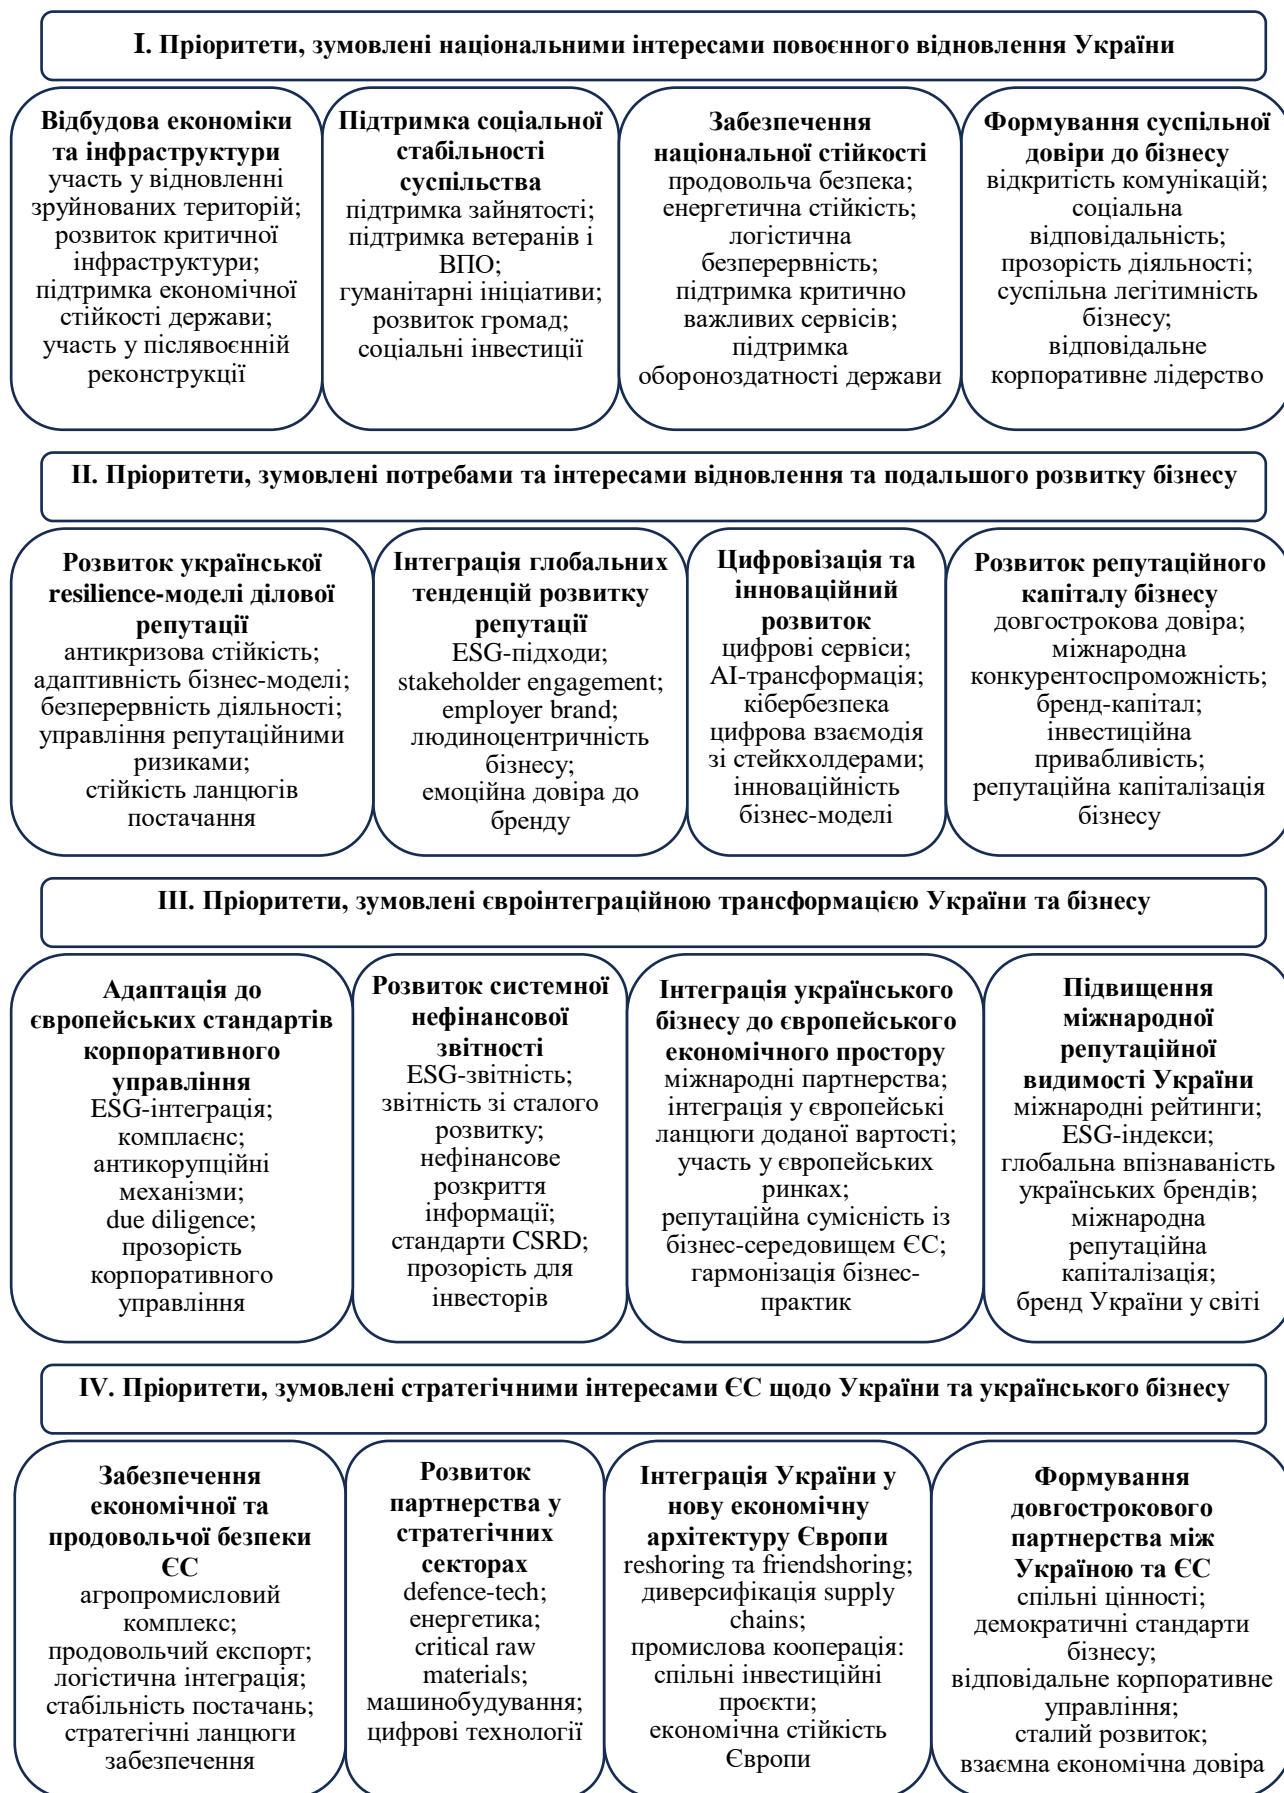 I. Пріоритети, зумовлені національними інтересами повоєнного відновлення України
Відбудова економіки
та інфраструктури
участь у відновленні
зруйнованих територій;
розвиток критичної
інфраструктури;
підтримка економічної
стійкості держави;
участь у післявоєнній
реконструкції
Підтримка соціальної
стабільності
суспільства
підтримка зайнятості;
підтримка ветеранів і
ВПО;
гуманітарні ініціативи;
розвиток громад;
соціальні інвестиції
Забезпечення
національної стійкості
продовольча безпека;
енергетична стійкість;
логістична
безперервність;
підтримка критично
важливих сервісів;
підтримка
обороноздатності держави
Формування суспільної
довіри до бізнесу
відкритість комунікацій;
соціальна
відповідальність;
прозорість діяльності;
суспільна легітимність
бізнесу;
відповідальне
корпоративне лідерство
II. Пріоритети, зумовлені потребами та інтересами відновлення та подальшого розвитку бізнесу
Розвиток української
resilience-моделі ділової
репутації
антикризова стійкість;
адаптивність бізнес-моделі;
безперервність діяльності;
управління репутаційними
ризиками;
стійкість ланцюгів
постачання
Інтеграція глобальних
тенденцій розвитку
репутації
ESG-підходи;
stakeholder engagement;
employer brand;
людиноцентричність
бізнесу;
емоційна довіра до
бренду
Цифровізація та
інноваційний
розвиток
цифрові сервіси;
AI-трансформація;
кібербезпека
цифрова взаємодія
зі стейкхолдерами;
інноваційність
бізнес-моделі
Розвиток репутаційного
капіталу бізнесу
довгострокова довіра;
міжнародна
конкурентоспроможність;
бренд-капітал;
інвестиційна
привабливість;
репутаційна капіталізація
бізнесу
III. Пріоритети, зумовлені євроінтеграційною трансформацією України та бізнесу
Адаптація до
європейських стандартів
корпоративного
управління
ESG-інтеграція;
комплаєнс;
антикорупційні
механізми;
due diligence;
прозорість
корпоративного
управління
Розвиток системної
нефінансової
звітності
ESG-звітність;
звітність зі сталого
розвитку;
нефінансове
розкриття
інформації;
стандарти CSRD;
прозорість для
інвесторів
Інтеграція українського
бізнесу до європейського
економічного простору
міжнародні партнерства;
інтеграція у європейські
ланцюги доданої вартості;
участь у європейських
ринках;
репутаційна сумісність із
бізнес-середовищем ЄС;
гармонізація бізнес-
практик
Підвищення
міжнародної
репутаційної
видимості України
міжнародні рейтинги;
ESG-індекси;
глобальна впізнаваність
українських брендів;
міжнародна
репутаційна
капіталізація;
бренд України у світі
IV. Пріоритети, зумовлені стратегічними інтересами ЄС щодо України та українського бізнесу
Забезпечення
економічної та
продовольчої безпеки
ЄС
агропромисловий
комплекс;
продовольчий експорт;
логістична інтеграція;
стабільність постачань;
стратегічні ланцюги
забезпечення
Розвиток
партнерства у
стратегічних
секторах
defence-tech;
енергетика;
critical raw
materials;
машинобудування;
цифрові технології
Інтеграція України у
нову економічну
архітектуру Європи
reshoring та friendshoring;
диверсифікація supply
chains;
промислова кооперація:
спільні інвестиційні
проєкти;
економічна стійкість
Європи
Формування
довгострокового
партнерства між
Україною та ЄС
спільні цінності;
демократичні стандарти
бізнесу;
відповідальне корпоративне
управління;
сталий розвиток;
взаємна економічна довіра